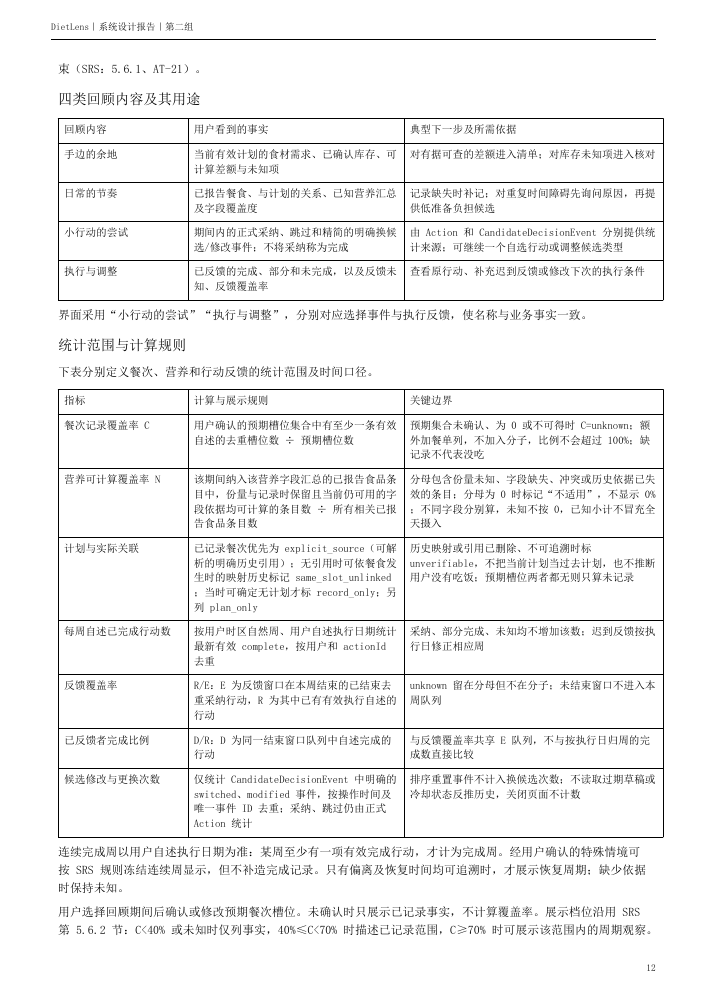 DietLens | 系统设计报告 | 第二组
束（SRS: 5.6.1、AT-21）。
四类回顾内容及其用途
回顾内容
用户看到的事实
典型下一步及所需依据
手边的余地
当前有效计划的食材需求、已确认库存、可
计算差额与未知项
对有据可查的差额进入清单；对库存未知项进入核对
日常的节奏
已报告餐食、与计划的关系、已知营养汇总
及字段覆盖度
记录缺失时补记；对重复时间障碍先询问原因，再提
供低准备负担候选
小行动的尝试
期间内的正式采纳、跳过和精简的明确换候
选/修改事件；不将采纳称为完成
由 Action 和 CandidateDecisionEvent 分别提供统
计来源；可继续一个自选行动或调整候选类型
执行与调整
已反馈的完成、部分和未完成，以及反馈未
知、反馈覆盖率
查看原行动、补充迟到反馈或修改下次的执行条件
界面采用“小行动的尝试”“执行与调整”，分别对应选择事件与执行反馈，使名称与业务事实一致。
统计范围与计算规则
下表分别定义餐次、营养和行动反馈的统计范围及时间口径。
指标
计算与展示规则
关键边界
餐次记录覆盖率 C
用户确认的预期槽位集合中有至少一条有效
自述的去重槽位数 ÷ 预期槽位数
预期集合未确认、为 0 或不可得时 C=unknown；额
外加餐单列，不加入分子，比例不会超过 100%；缺
记录不代表没吃
营养可计算覆盖率 N
该期间纳入该营养字段汇总的已报告食品条
目中，份量与记录时保留且当前仍可用的字
段依据均可计算的条目数 ÷ 所有相关已报
告食品条目数
分母包含份量未知、字段缺失、冲突或历史依据已失
效的条目；分母为 0 时标记“不适用”，不显示 0%
；不同字段分别算，未知不按 0，已知小计不冒充全
天摄入
计划与实际关联
已记录餐次优先为 explicit_source（可解
析的明确历史引用）；无引用时可依餐食发
生时的映射历史标记 same_slot_unlinked
；当时可确定无计划才标 record_only；另
列 plan_only
历史映射或引用已删除、不可追溯时标
unverifiable，不把当前计划当过去计划，也不推断
用户没有吃饭；预期槽位两者都无则只算未记录
每周自述已完成行动数
按用户时区自然周、用户自述执行日期统计
最新有效 complete，按用户和 actionId
去重
采纳、部分完成、未知均不增加该数；迟到反馈按执
行日修正相应周
反馈覆盖率
R/E：E 为反馈窗口在本周结束的已结束去
重采纳行动，R 为其中已有有效执行自述的
行动
unknown 留在分母但不在分子；未结束窗口不进入本
周队列
已反馈者完成比例
D/R：D 为同一结束窗口队列中自述完成的
行动
与反馈覆盖率共享 E 队列，不与按执行日归周的完
成数直接比较
候选修改与更换次数
仅统计 CandidateDecisionEvent 中明确的
switched、modified 事件，按操作时间及
唯一事件 ID 去重；采纳、跳过仍由正式
Action 统计
排序重置事件不计入换候选次数；不读取过期草稿或
冷却状态反推历史，关闭页面不计数
连续完成周以用户自述执行日期为准：某周至少有一项有效完成行动，才计为完成周。经用户确认的特殊情境可
按 SRS 规则冻结连续周显示，但不补造完成记录。只有偏离及恢复时间均可追溯时，才展示恢复周期；缺少依据
时保持未知。
用户选择回顾期间后确认或修改预期餐次槽位。未确认时只展示已记录事实，不计算覆盖率。展示档位沿用 SRS
第 5.6.2 节：C<40% 或未知时仅列事实，40%≤C<70% 时描述已记录范围，C≥70% 时可展示该范围内的周期观察。
12